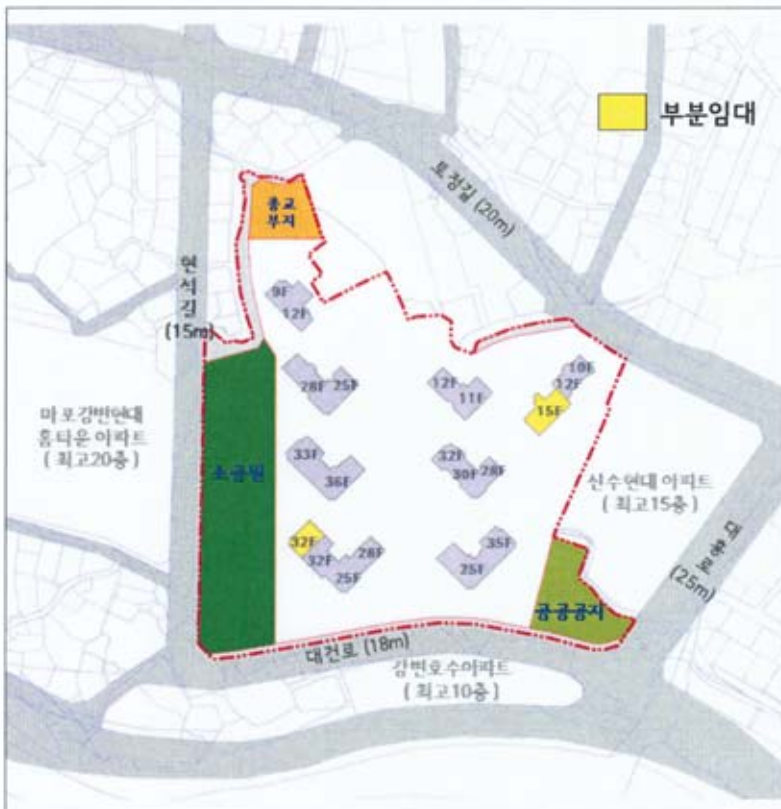 부분임대
토정길 (20m)
종교
부지
현석길
(15m)
9F
12F
28F
25F
12F
11F
10F
12F
15F
마포강변현대
홈타운 아파트
( 최고20층 )
소공원
33F
36F
32F
30F
28F
신수현대 아파트
( 최고15층 )
32F
32F
25F
28F
35F
25F
대흥로
(25m)
공공공지
대건로 (18m)
강변호수아파트
( 최고10층 )